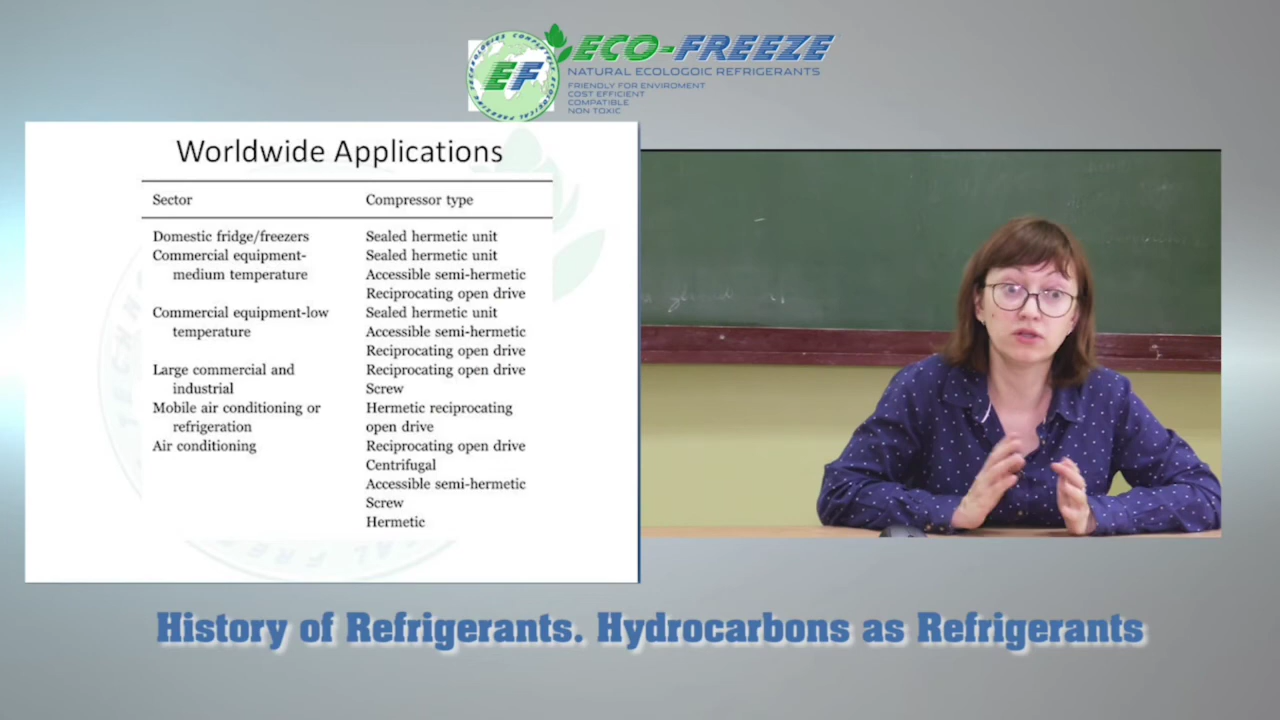 ECO-FREEZE
NATURAL ECOLOGOIC REFRIGERANTS
FRIENDLY FOR ENVIROMENT
COST EFFICIENT
COMPATIBLE
NON TOXIC
EF
Worldwide Applications
Sector Compressor type
Domestic fridge/freezers Sealed hermetic unit
Commercial equipment- Sealed hermetic unit
medium temperature Accessible semi-hermetic
Reciprocating open drive
Commercial equipment-low Sealed hermetic unit
temperature Accessible semi-hermetic
Reciprocating open drive
Large commercial and Reciprocating open drive
industrial Screw
Mobile air conditioning or Hermetic reciprocating
refrigeration open drive
Air conditioning Reciprocating open drive
Centrifugal
Accessible semi-hermetic
Screw
Hermetic
History of Refrigerants. Hydrocarbons as Refrigerants